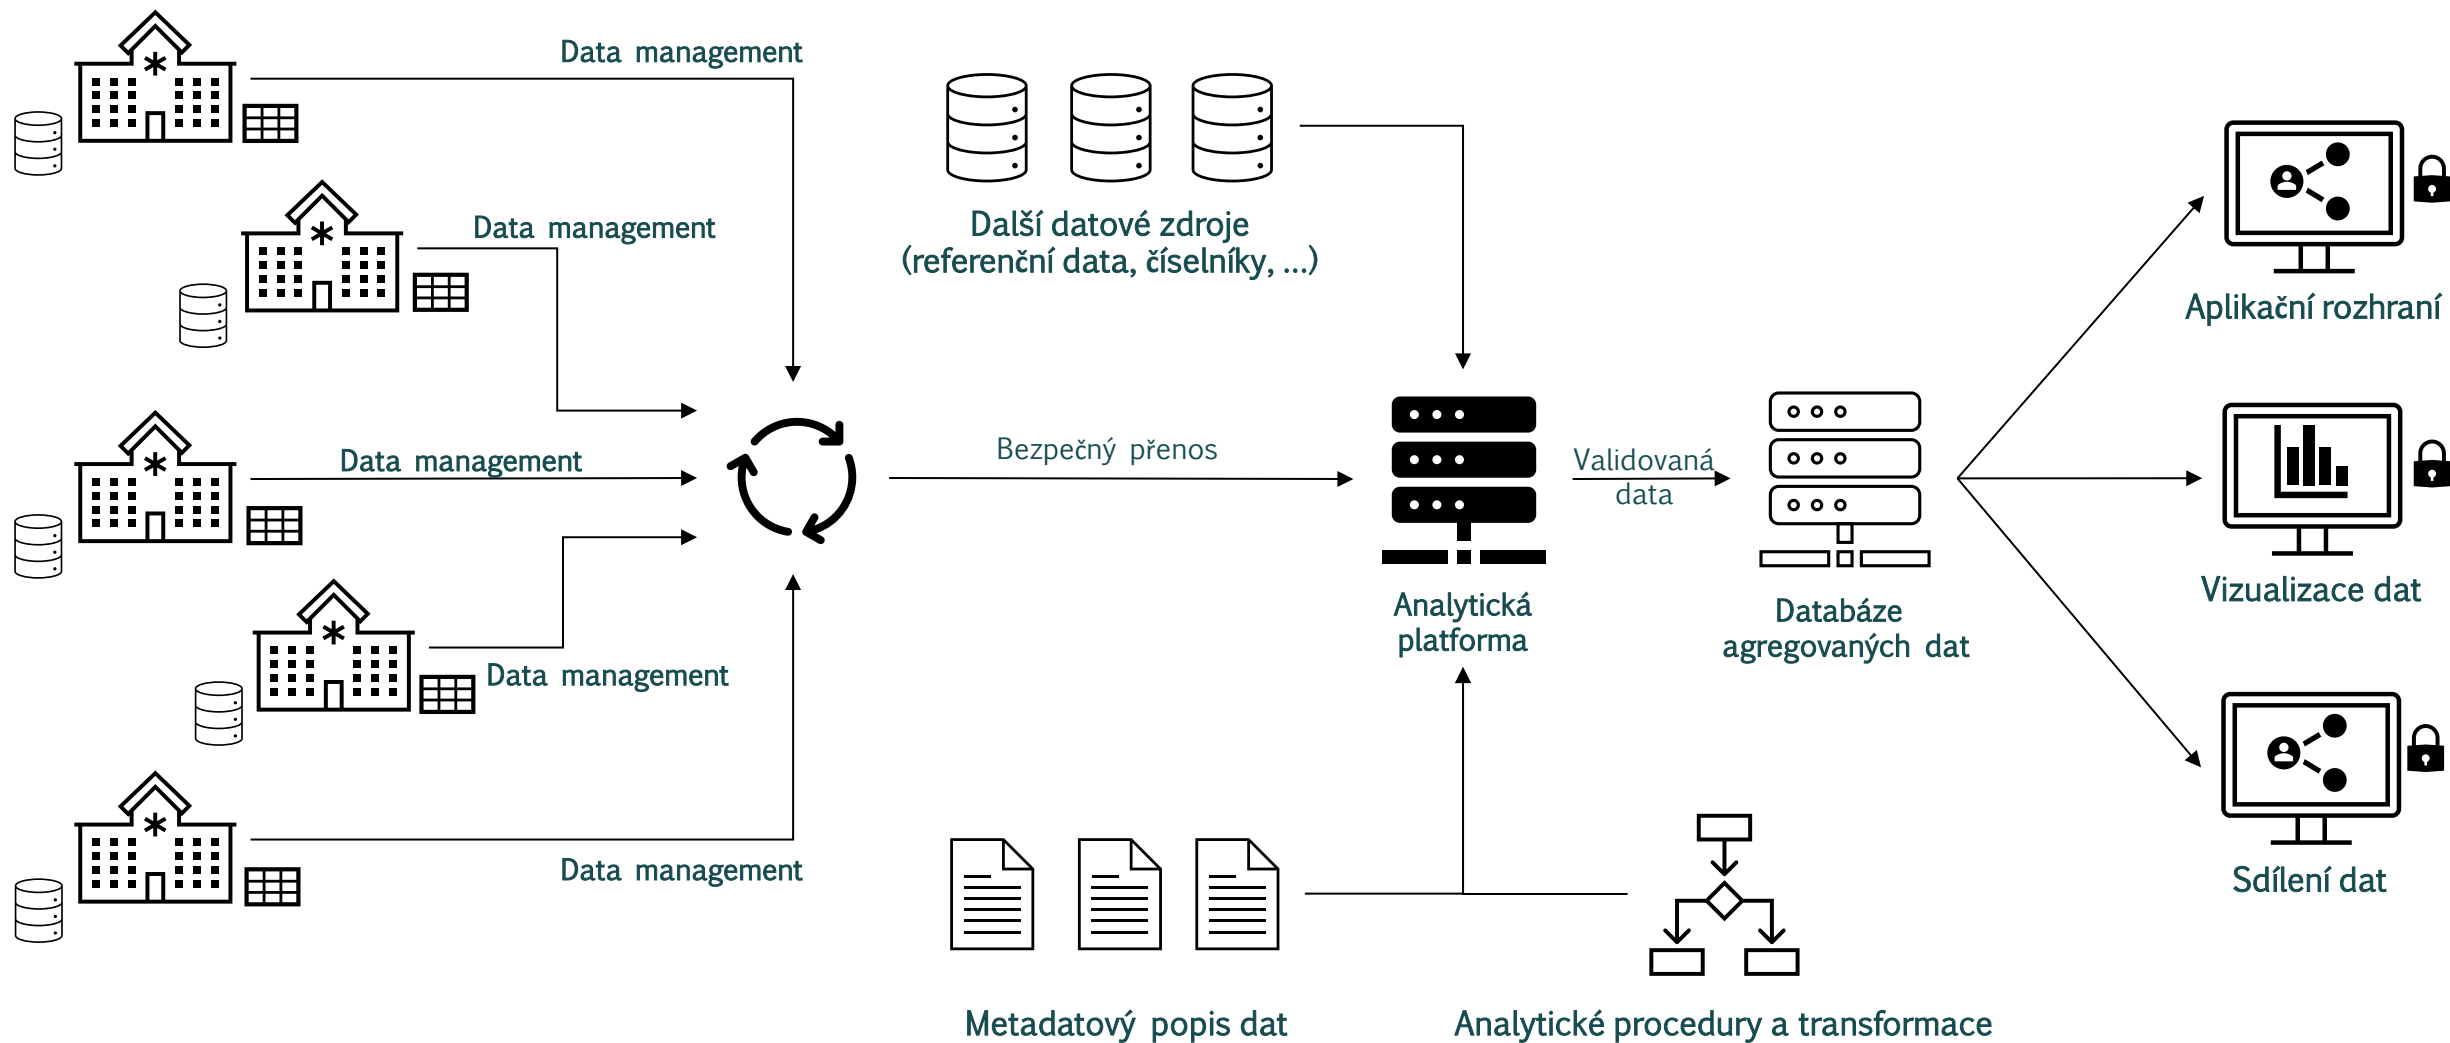 Data management
Data management
Data management
Data management
Data management
Další datové zdroje
(referenční data, číselníky, ...)
Bezpečný přenos
Validovaná
data
Analytická
platforma
Databáze
agregovaných dat
Metadatový popis dat
Analytické procedury a transformace
Aplikační rozhraní
Vizualizace dat
Sdílení dat